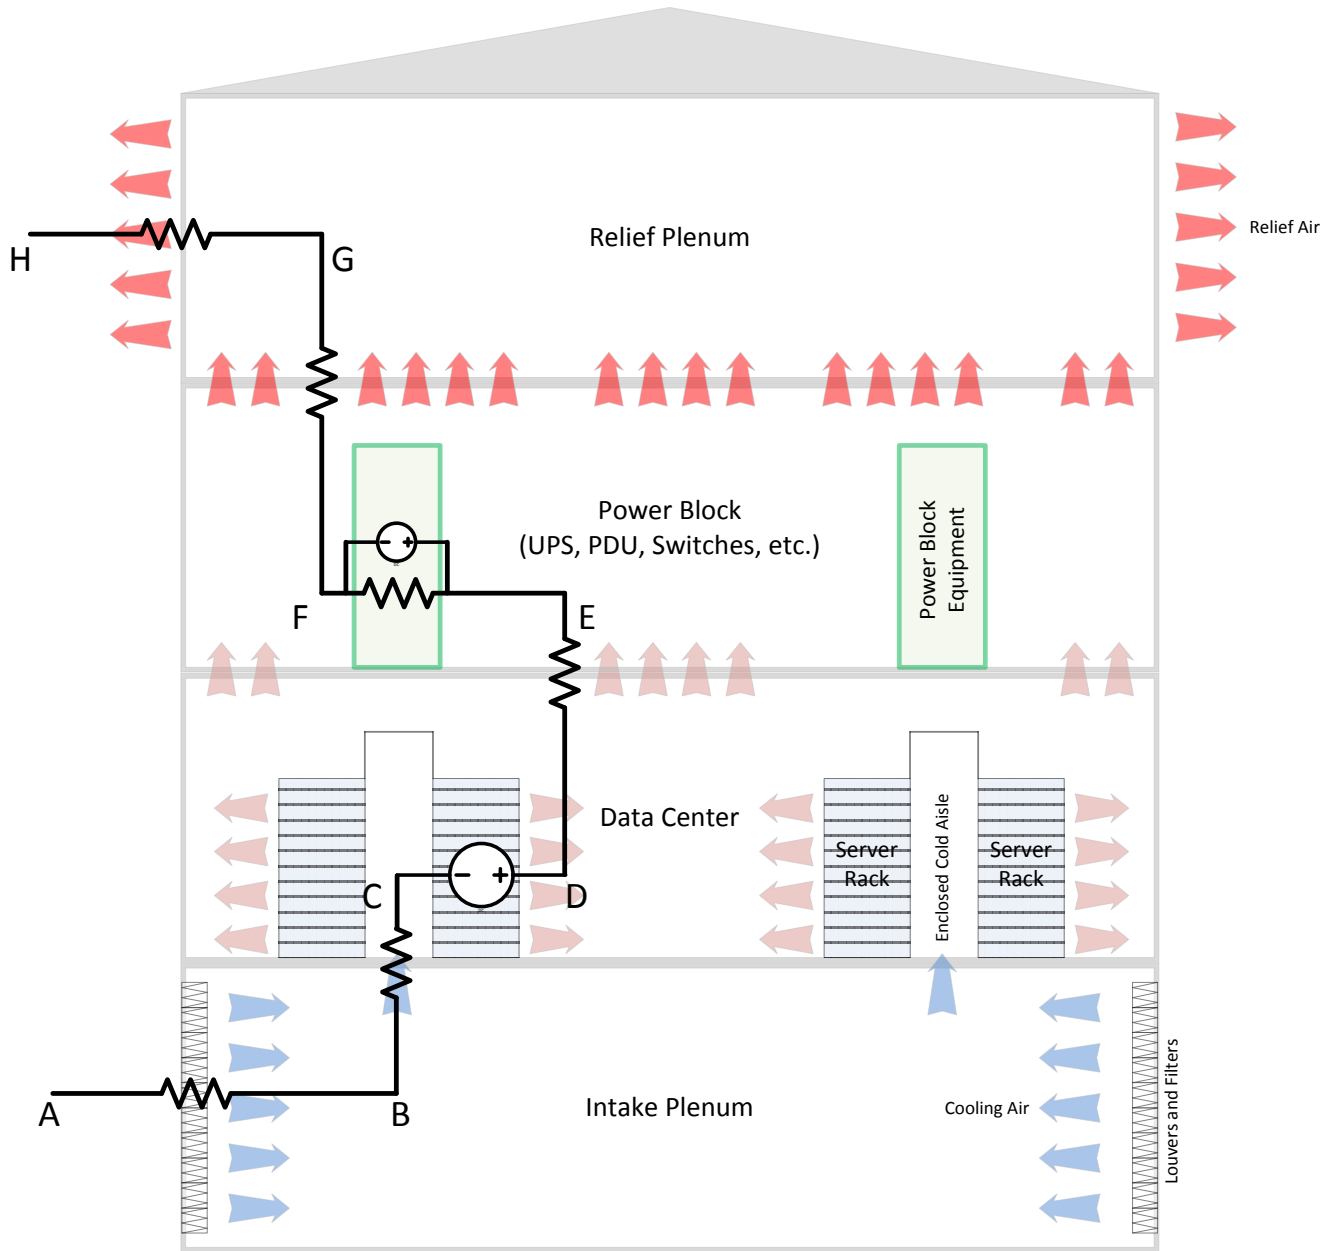 Relief Plenum
Relief Air
H
G
Power Block
(UPS, PDU, Switches, etc.)
Power Block
Equipment
F
E
Data Center
Server
Rack
Enclosed Cold Aisle
Server
Rack
C
D
A
B
Intake Plenum
Cooling Air
Louvers and Filters